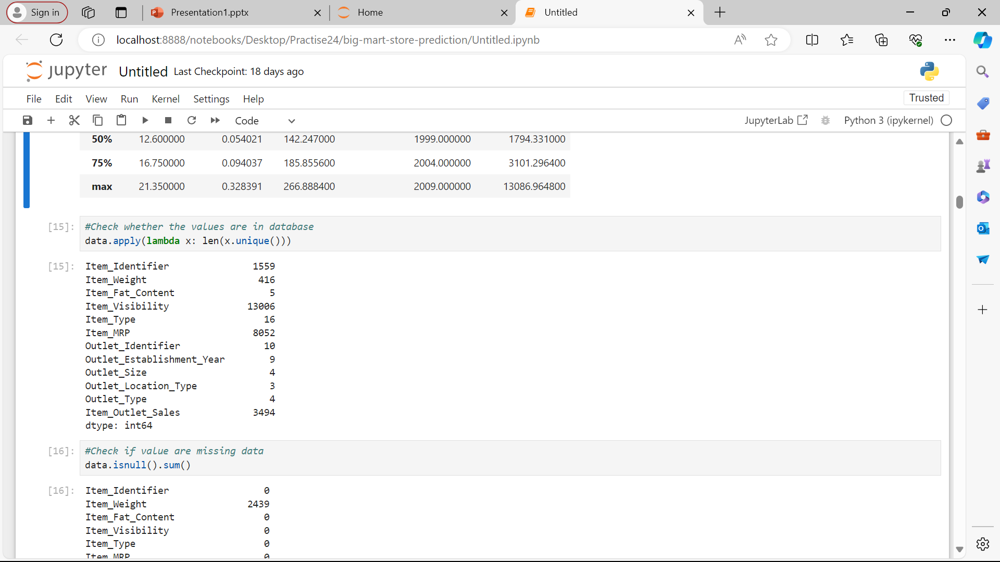 Sign in
Presentation1.pptx
Home
Untitled
localhost:8888/notebooks/Desktop/Practise24/big-mart-store-prediction/Untitled.ipynb
jupyter Untitled Last Checkpoint: 18 days ago
File Edit View Run Kernel Settings Help
Trusted
Code
JupyterLab
Python 3 (ipykernel)
50% 12.600000 0.054021 142.247000 1999.000000 1794.331000
75% 16.750000 0.094037 185.855600 2004.000000 3101.296400
max 21.350000 0.328391 266.888400 2009.000000 13086.964800
[15]: #Check whether the values are in database
data.apply(lambda x: len(x.unique()))
[15]: Item_Identifier 1559
Item_Weight 416
Item_Fat_Content 5
Item_Visibility 13006
Item_Type 16
Item_MRP 8052
Outlet_Identifier 10
Outlet_Establishment_Year 9
Outlet_Size 4
Outlet_Location_Type 3
Outlet_Type 4
Item_Outlet_Sales 3494
dtype: int64
[16]: #Check if value are missing data
data.isnull().sum()
[16]: Item_Identifier 0
Item_Weight 2439
Item_Fat_Content 0
Item_Visibility 0
Item_Type 0
Item_MRP 0